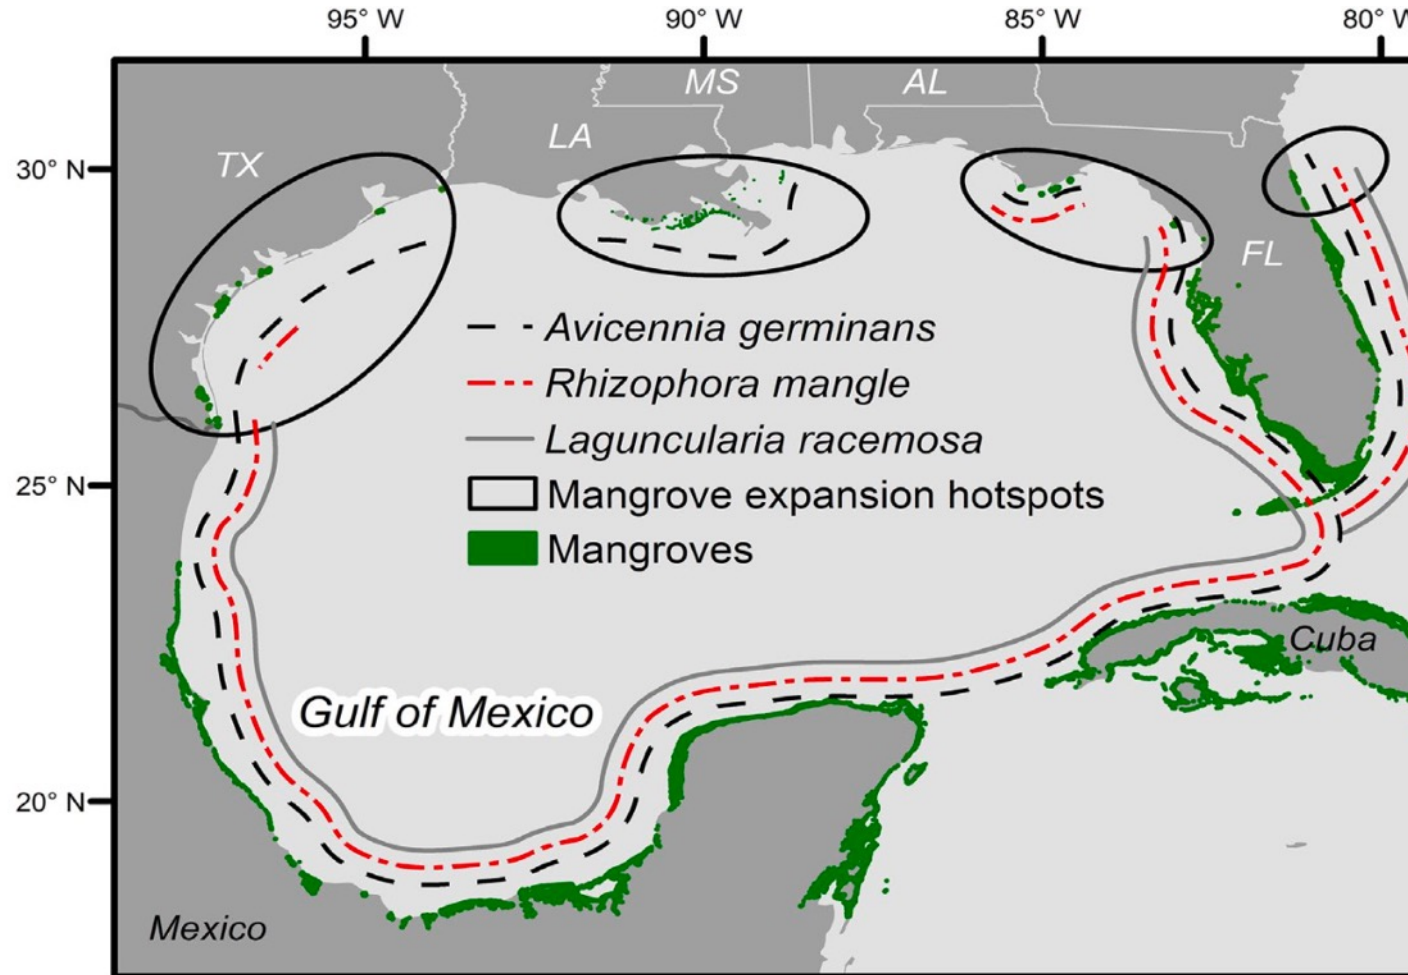 95° W
90° W
85° W
80° W
MS
AL
LA
30° N
TX
FL
Avicennia germinans
Rhizophora mangle
Laguncularia racemosa
25° N
Mangrove expansion hotspots
Mangroves
Cuba
Gulf of Mexico
20° N
Mexico